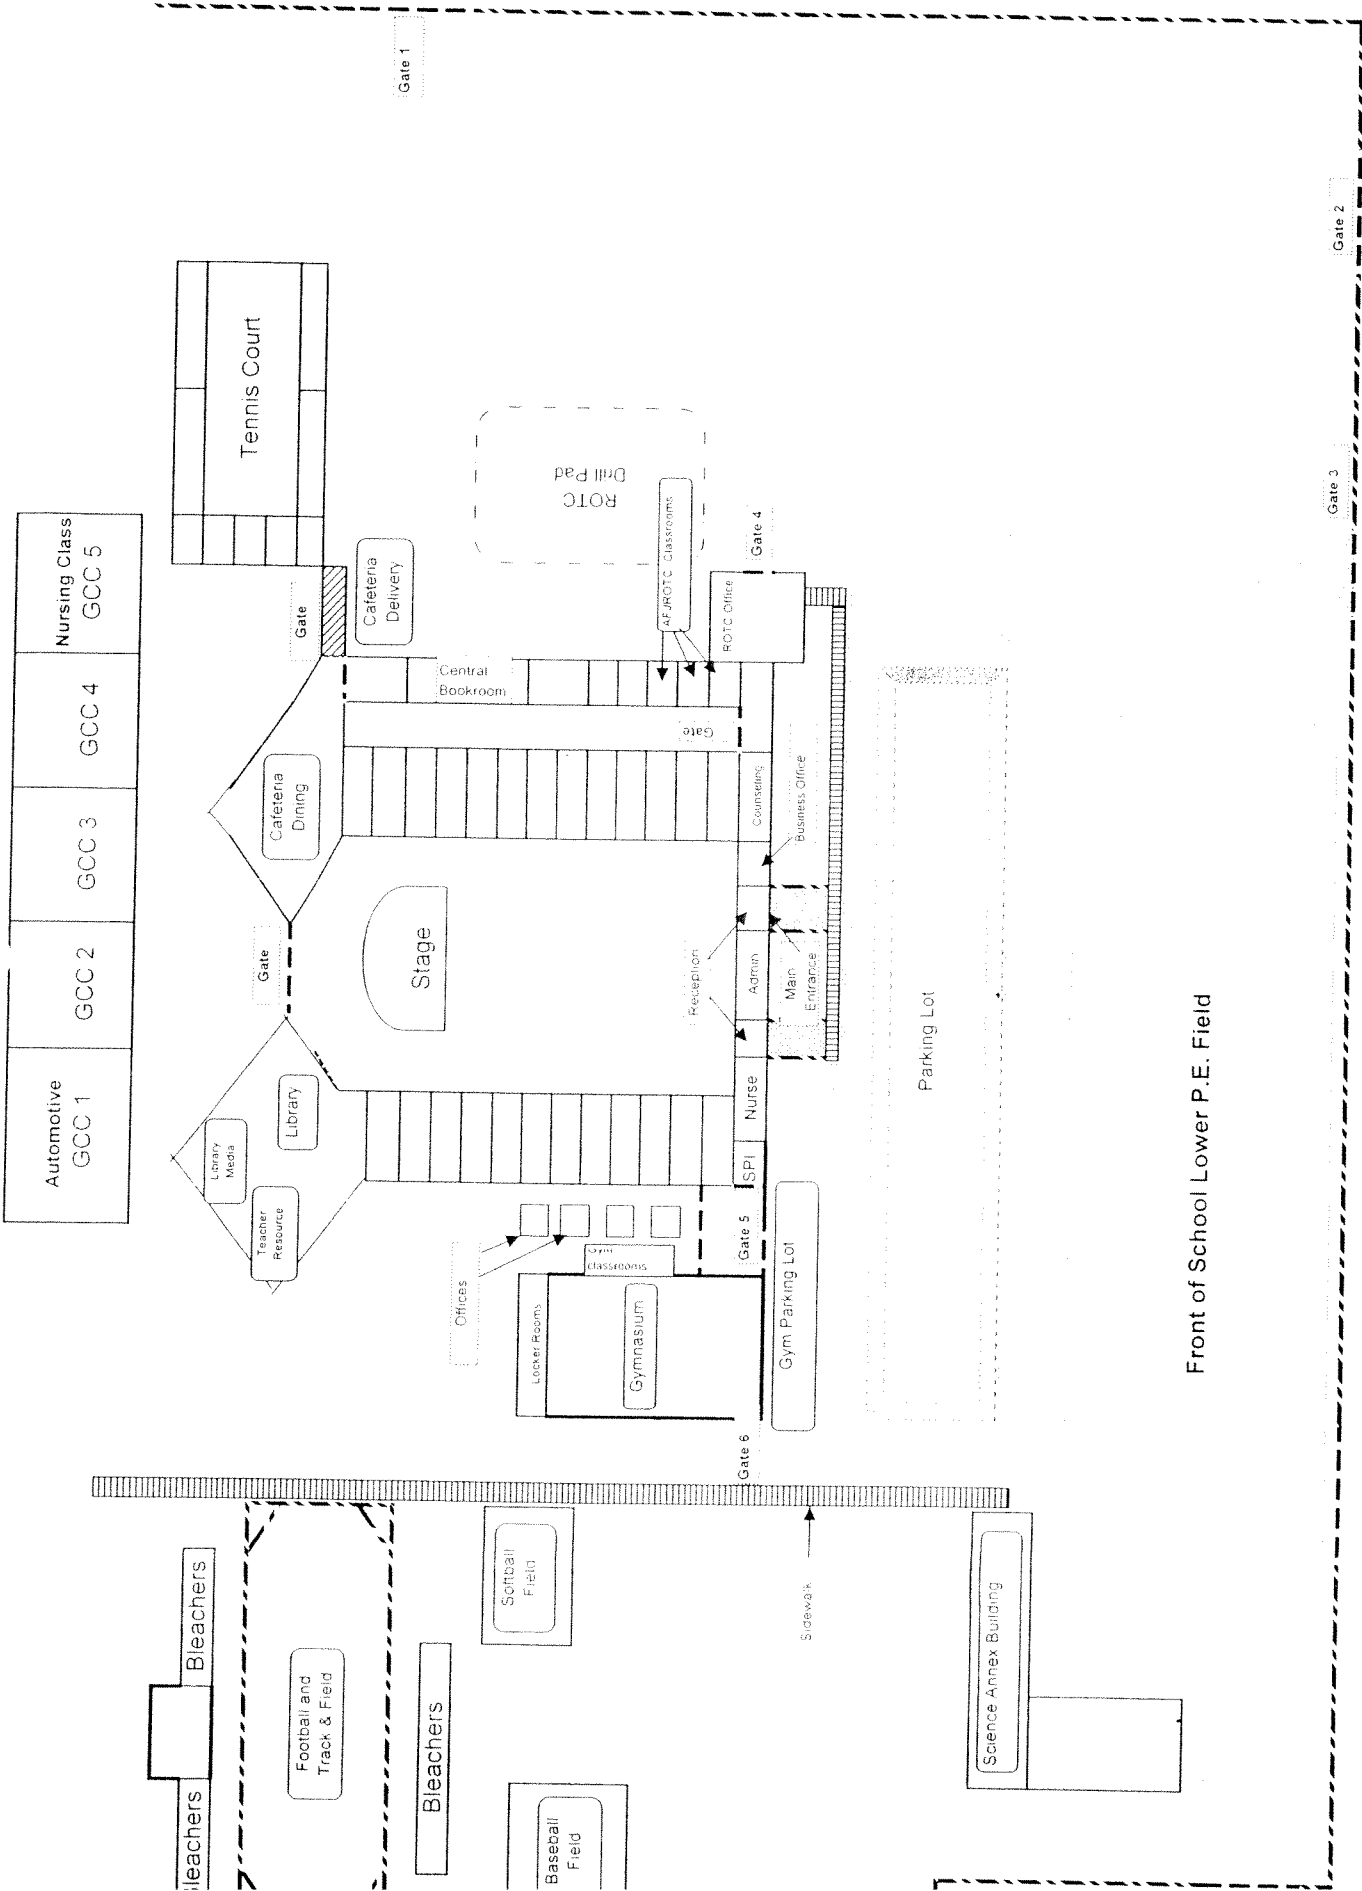 Automotive
GCC 1
GCC 2
GCC 3
GCC 4
Nursing Class
GCC 5
Bleachers
Bleachers
Football and
Track & Field
Bleachers
Baseball
Field
Softball
Field
Sidewalk
Science Annex Building
Library
Media
Teacher
Resource
Library
Gate
Cafeteria
Dining
Gate
Cafeteria
Delivery
Tennis Court
Gate 1
Gate 2
Gate 3
Gate 4
Stage
Central
Bookroom
ROTC
Drill Pad
AFJROTC Classrooms
ROTC Office
Gate
Offices
Locker Rooms
Gym
classrooms
Gymnasium
Gate 5
Gate 6
Gym Parking Lot
SPI
Nurse
Reception
Admin
Main
Entrance
Counseling
Business Office
Parking Lot
Front of School Lower P.E. Field